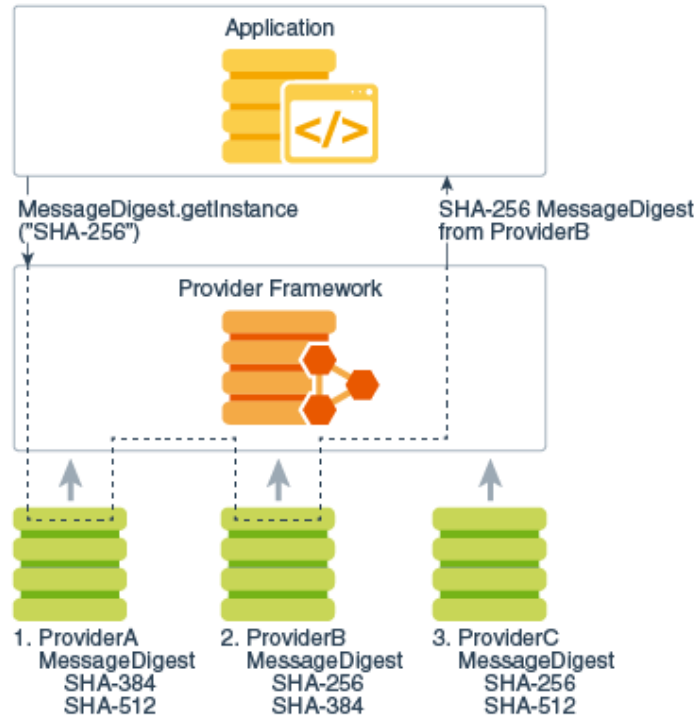 Application
</>
MessageDigest.getInstance
("SHA-256")
SHA-256 MessageDigest
from ProviderB
Provider Framework
1. ProviderA
MessageDigest
SHA-384
SHA-512
2. ProviderB
MessageDigest
SHA-256
SHA-384
3. ProviderC
MessageDigest
SHA-256
SHA-512